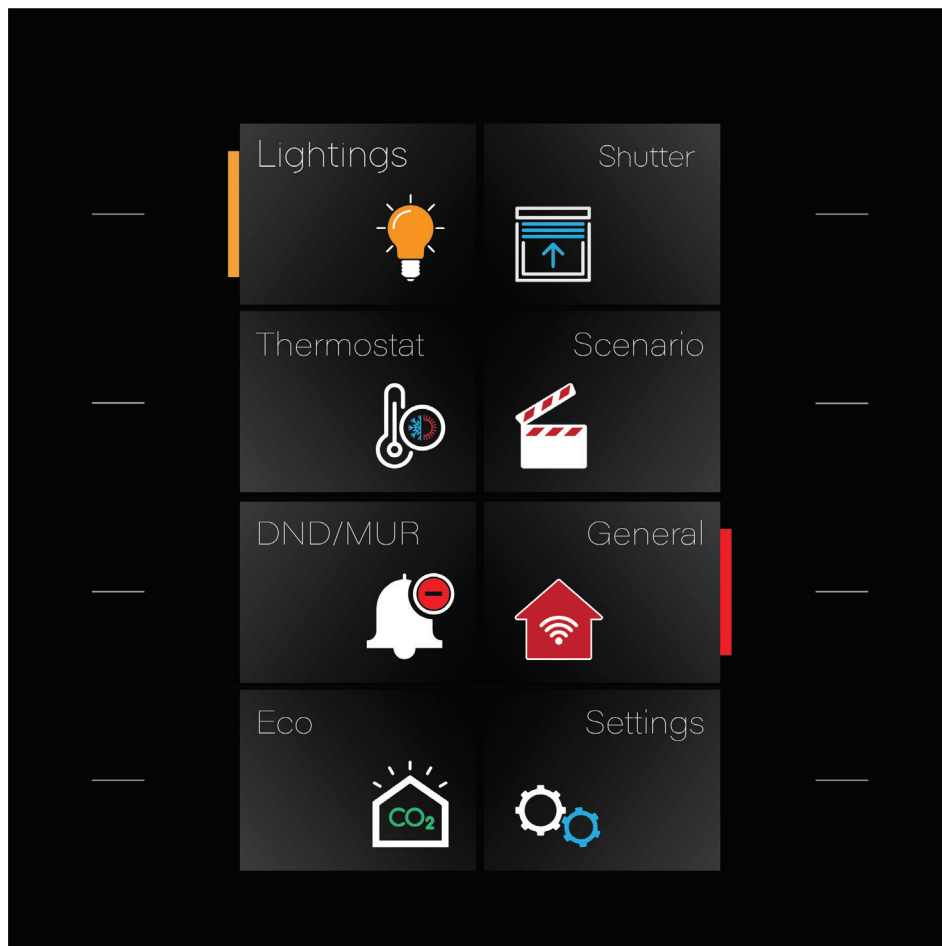 Lightings
Shutter
Thermostat
Scenario
DND/MUR
General
Eco
CO₂
Settings